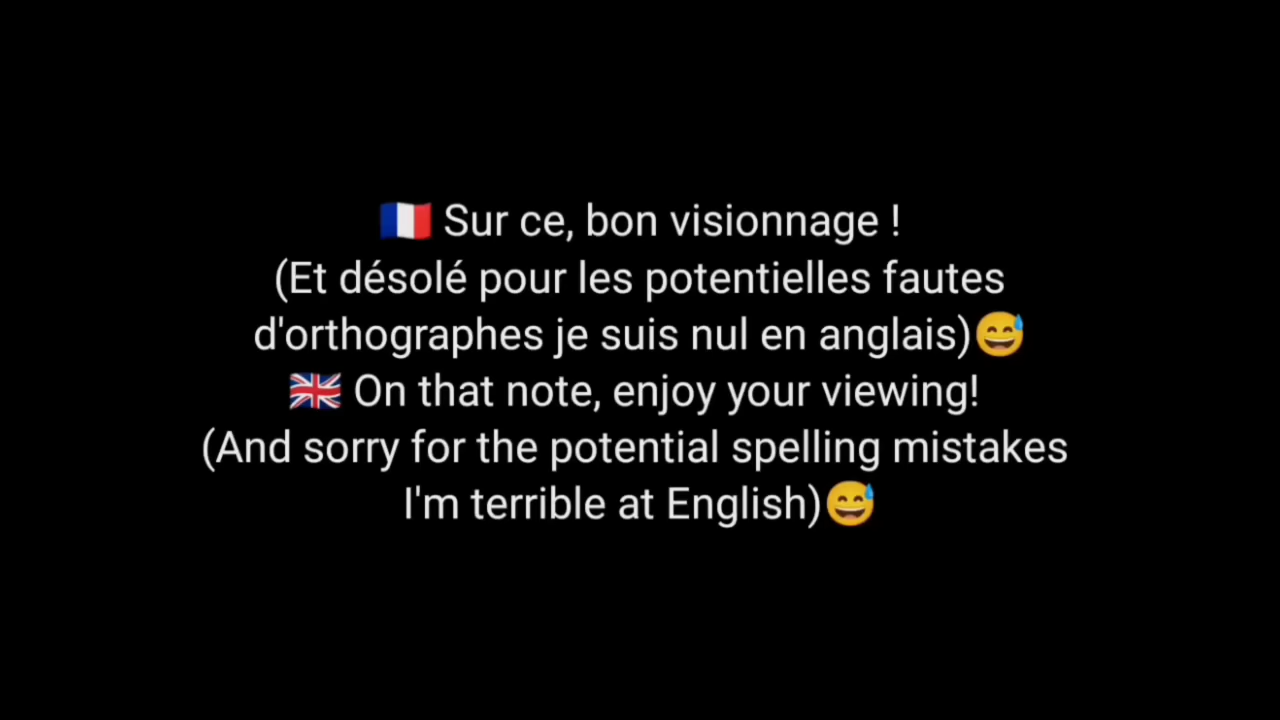 🇫🇷 Sur ce, bon visionnage !
(Et désolé pour les potentielles fautes
d'orthographes je suis nul en anglais)😅
🇬🇧 On that note, enjoy your viewing!
(And sorry for the potential spelling mistakes
I'm terrible at English)😅